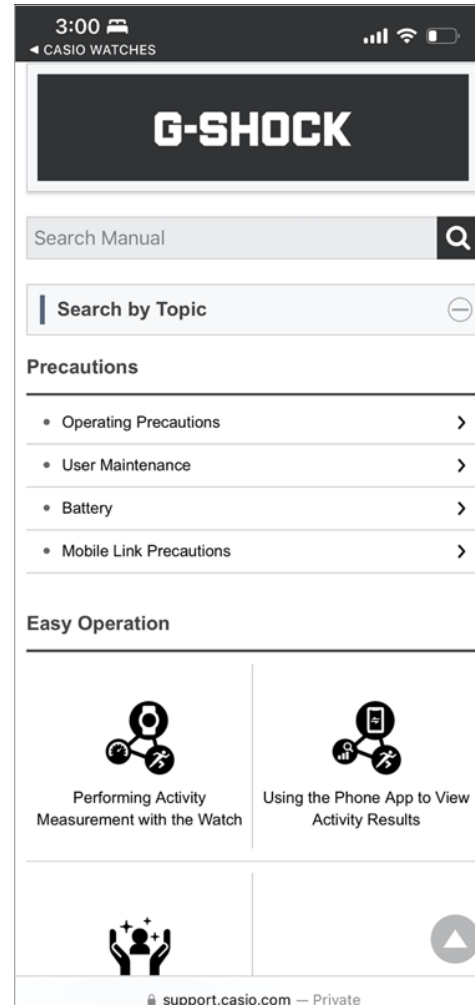 3:00
◀ CASIO WATCHES
G-SHOCK
Search Manual
Search by Topic
Precautions
• Operating Precautions
• User Maintenance
• Battery
• Mobile Link Precautions
Easy Operation
Performing Activity
Measurement with the Watch
Using the Phone App to View
Activity Results
support.casio.com — Private